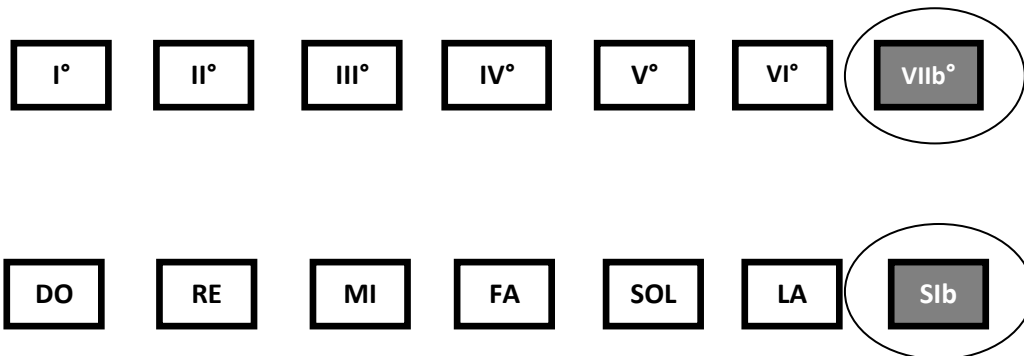 I° II° III° IV° V° VI° VIIb°
DO RE MI FA SOL LA SIb